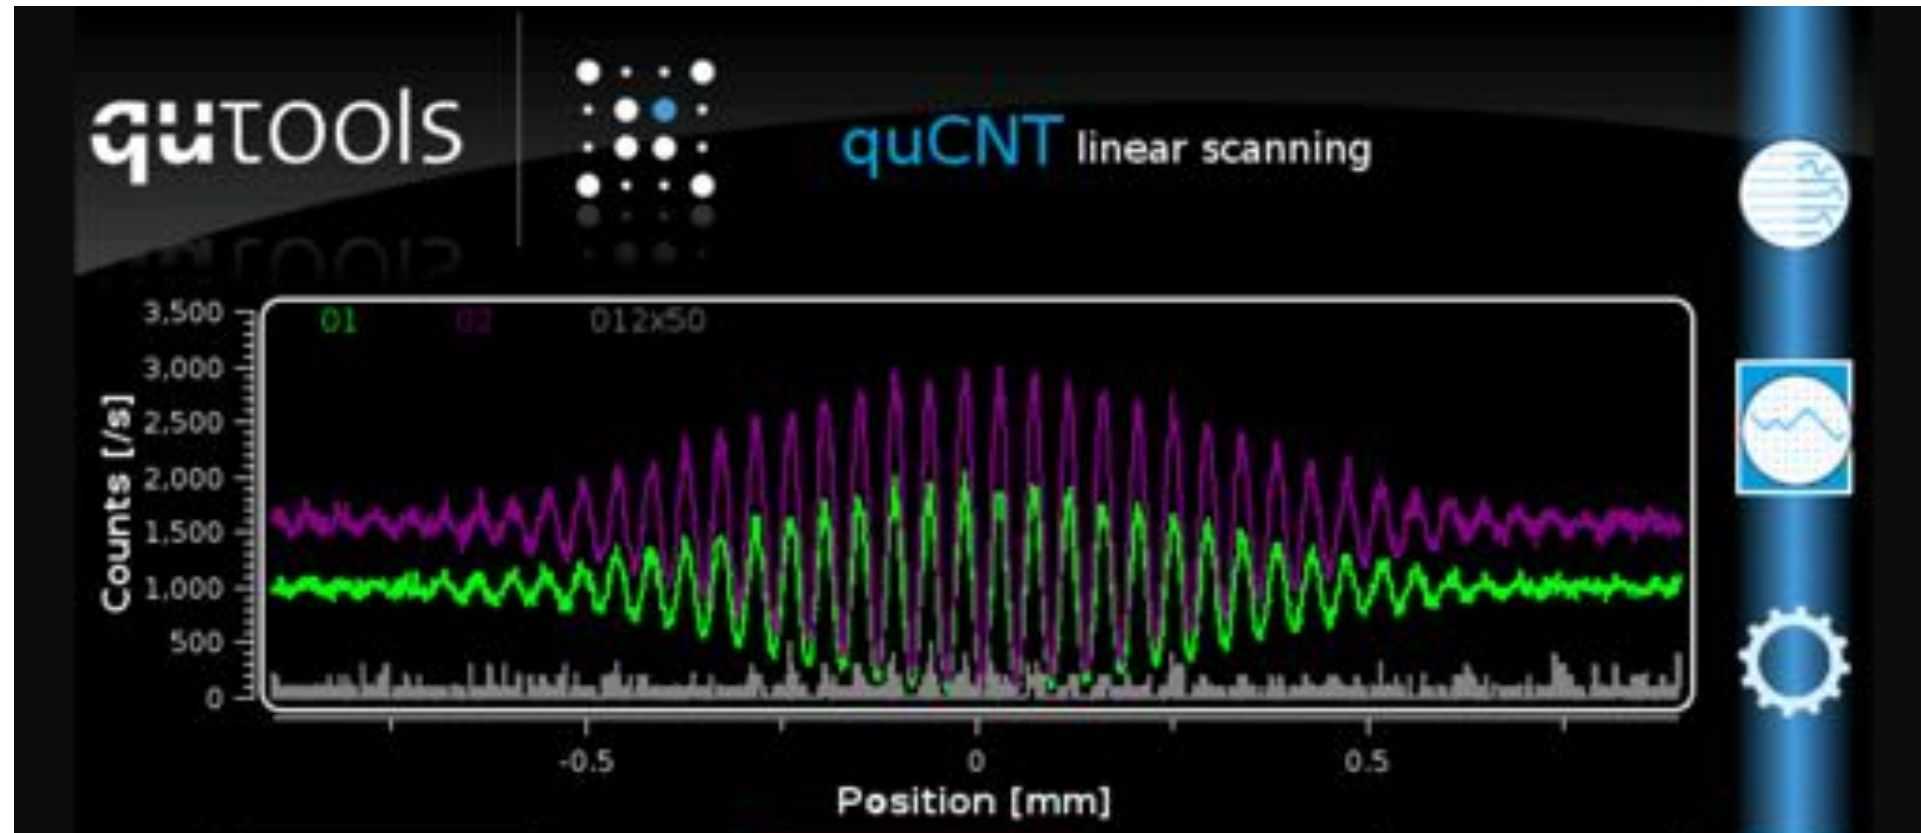 qutools
quCNT linear scanning
01 02 012x50
3,500
3,000
2,500
2,000
1,500
1,000
500
0
Counts [/s]
-0.5 0 0.5
Position [mm]